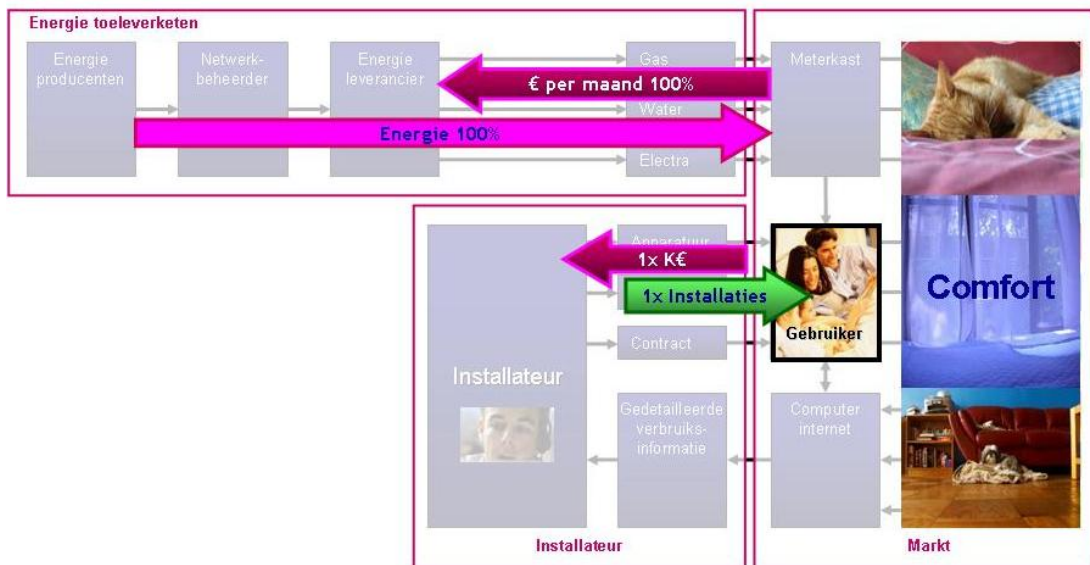 Energie toeleverketen
Energie
producenten
Netwerk-
beheerder
Energie
leverancier
Gas
Meterkast
€ per maand 100%
Water
Energie 100%
Electra
Apparatuur
1x K€
1x Installaties
Comfort
Gebruiker
Contract
Installateur
Gedetailleerde
verbruiks-
informatie
Computer
internet
Installateur
Markt